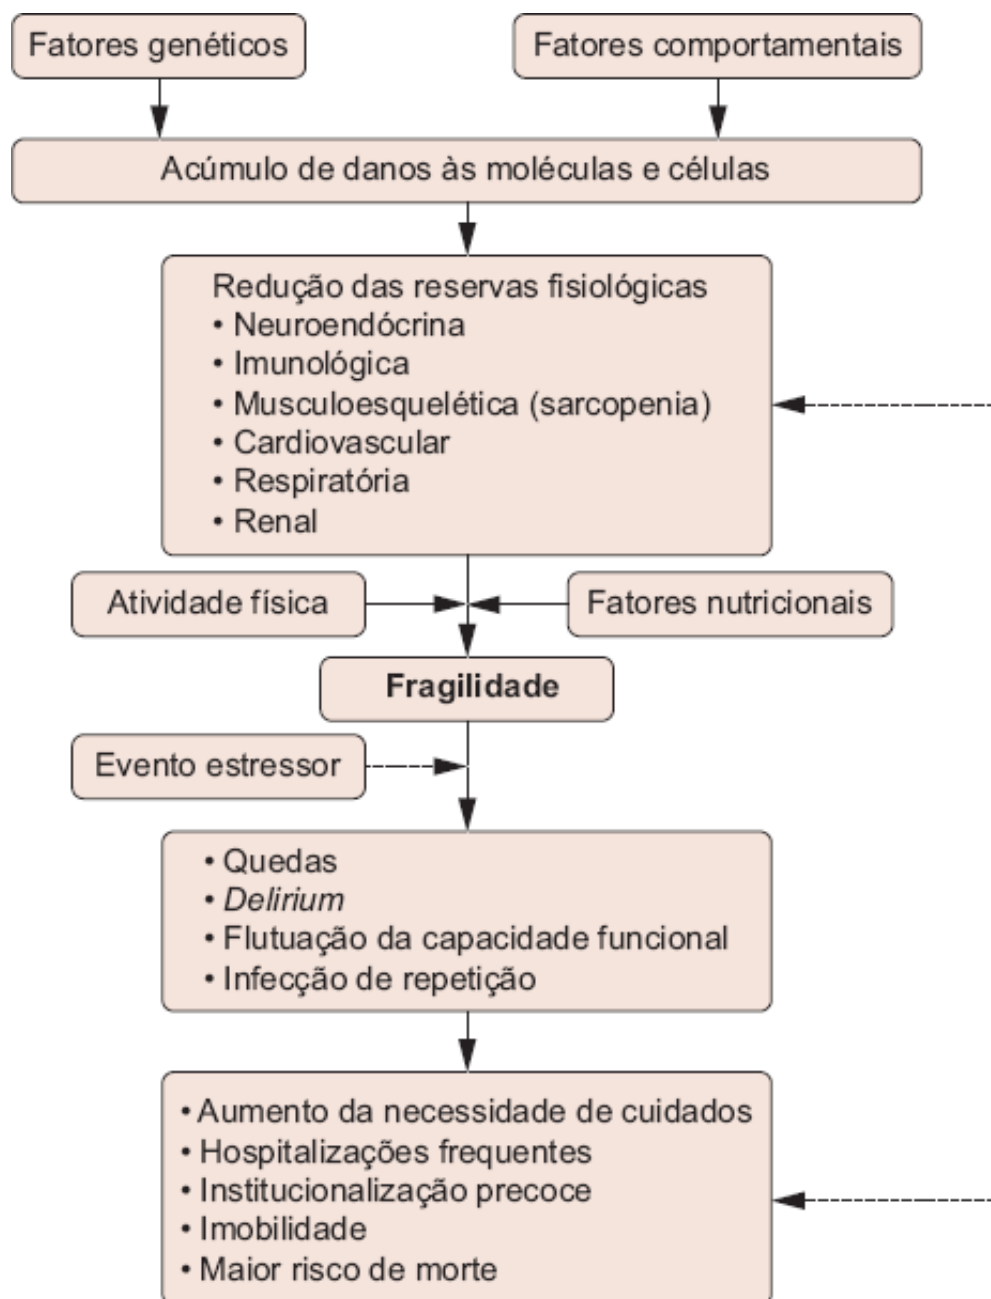 Fatores genéticos
Fatores comportamentais
Acúmulo de danos às moléculas e células
Redução das reservas fisiológicas
• Neuroendócrina
• Imunológica
• Musculoesquelética (sarcopenia)
• Cardiovascular
• Respiratória
• Renal
Atividade física
Fatores nutricionais
Fragilidade
Evento estressor
• Quedas
• Delirium
• Flutuação da capacidade funcional
• Infecção de repetição
• Aumento da necessidade de cuidados
• Hospitalizações frequentes
• Institucionalização precoce
• Imobilidade
• Maior risco de morte